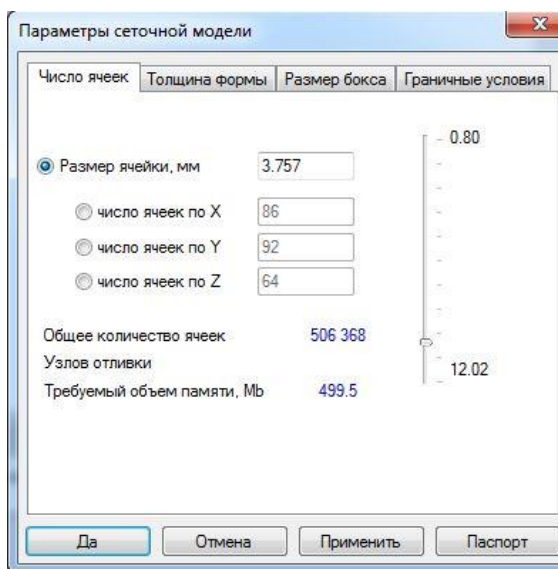 Параметры сеточной модели
Число ячеек Толщина формы Размер бокса Граничные условия
0.80
Размер ячейки, мм 3.757
число ячеек по X 86
число ячеек по Y 92
число ячеек по Z 64
Общее количество ячеек 506 368
Узлов отливки
12.02
Требуемый объем памяти, Mb 499.5
Да Отмена Применить Паспорт